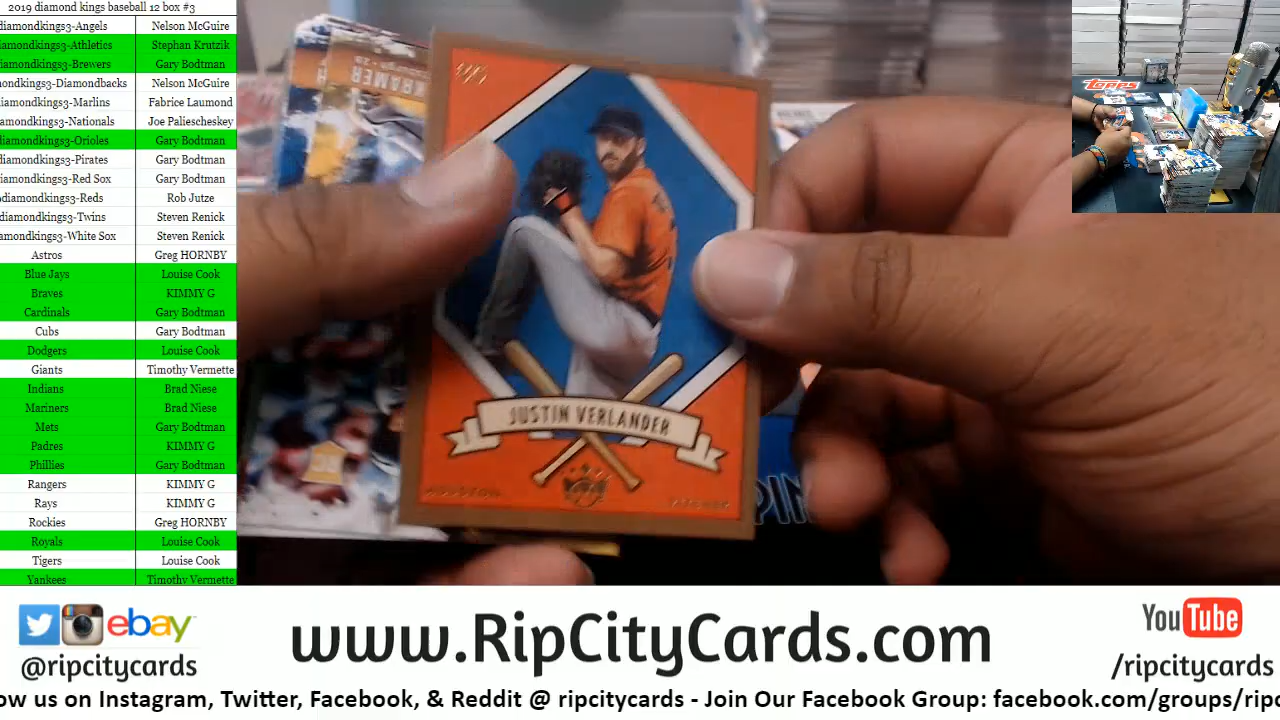 2019 diamond kings baseball 12 box #3
diamondkings3-Angels Nelson McGuire
diamondkings3-Athletics Stephan Krutzik
diamondkings3-Brewers Gary Bodtman
mondkings3-Diamondbacks Nelson McGuire
diamondkings3-Marlins Fabrice Laumond
diamondkings3-Nationals Joe Paliescheskey
diamondkings3-Orioles Gary Bodtman
diamondkings3-Pirates Gary Bodtman
diamondkings3-Red Sox Gary Bodtman
diamondkings3-Reds Rob Jutze
diamondkings3-Twins Steven Renick
amondkings3-White Sox Steven Renick
Astros Greg HORNBY
Blue Jays Louise Cook
Braves KIMMY G
Cardinals Gary Bodtman
Cubs Gary Bodtman
Dodgers Louise Cook
Giants Timothy Vermette
Indians Brad Niese
Mariners Brad Niese
Mets Gary Bodtman
Padres KIMMY G
Phillies Gary Bodtman
Rangers KIMMY G
Rays KIMMY G
Rockies Greg HORNBY
Royals Louise Cook
Tigers Louise Cook
Yankees Timothy Vermette
JUSTIN VERLANDER
HOUSTON PITCHER
Topps
ebay
@ripcitycards
www.RipCityCards.com
YouTube
/ripcitycards
ow us on Instagram, Twitter, Facebook, & Reddit @ ripcitycards - Join Our Facebook Group: facebook.com/groups/ripc